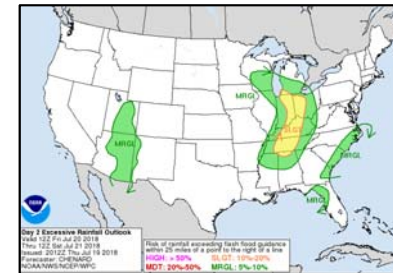 MRGL
SLGT
MRGL
MRGL
MRGL
NOAA
Day 2 Excessive Rainfall Outlook
Valid 12Z Fri Jul 20 2018
Thru 12Z Sat Jul 21 2018
Issued: 2012Z Thu Jul 19 2018
Forecaster: CHENARD
NOAA/NWS/NCEP/WPC
Risk of rainfall exceeding flash flood guidance
within 25 miles of a point to the right of a line
HIGH: > 50% SLGT: 10%-20%
MDT: 20%-50% MRGL: 5%-10%